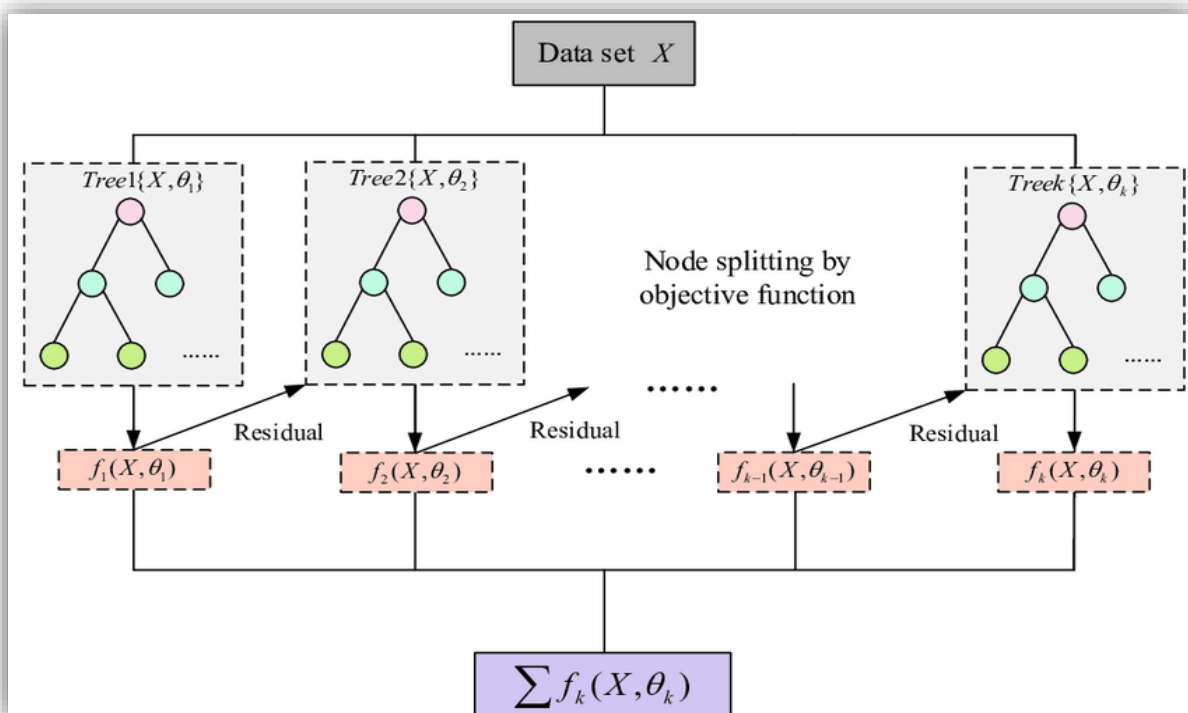 Data set X
Tree1{X,θ₁}
Tree2{X,θ₂}
Treek{X,θₖ}
Node splitting by
objective function
......
......
......
......
Residual
Residual
Residual
f₁(X,θ₁)
f₂(X,θ₂)
......
fₖ₋₁(X,θₖ₋₁)
fₖ(X,θₖ)
∑fₖ(X,θₖ)